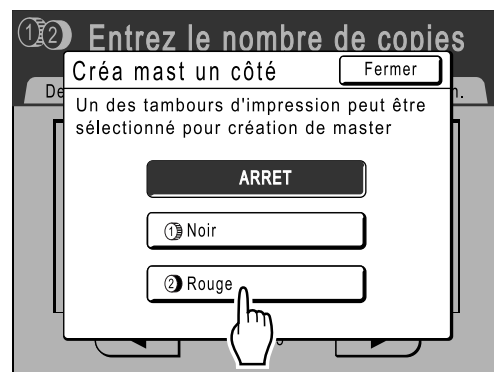 ①② Entrez le nombre de copies
Créa mast un côté
Fermer
De
n.
Un des tambours d'impression peut être
sélectionné pour création de master
ARRET
① Noir
② Rouge